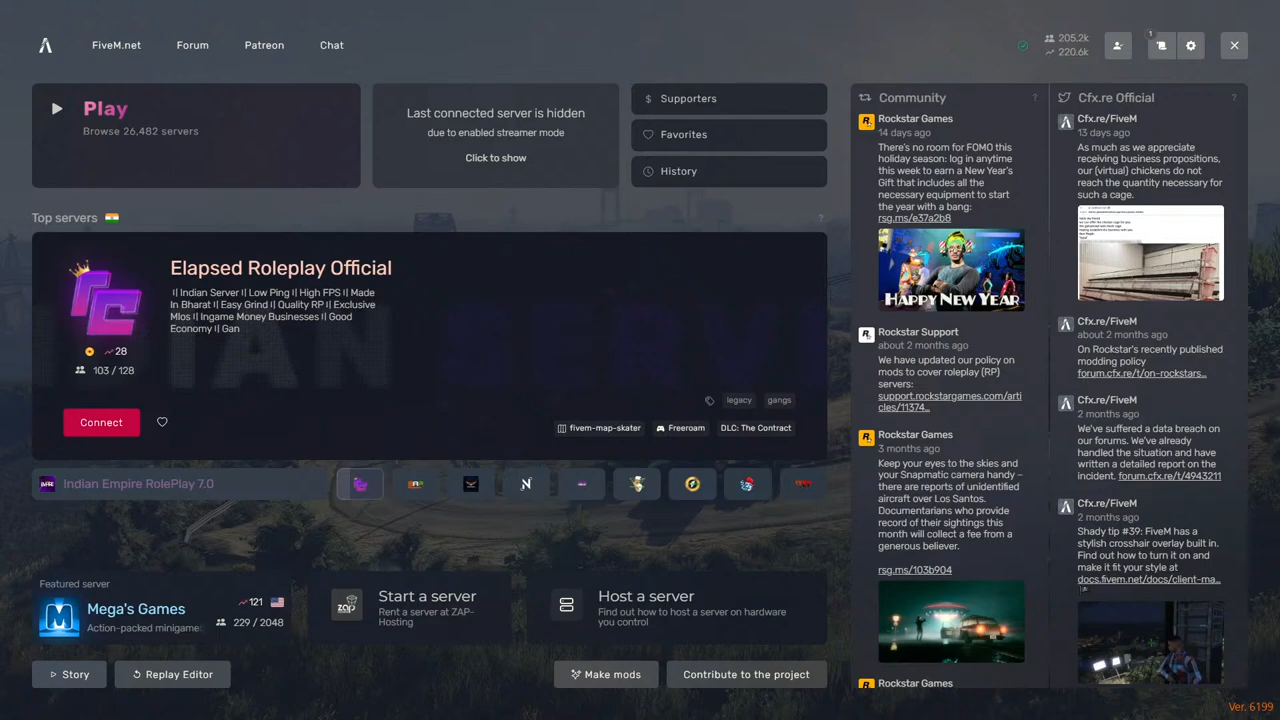 FiveM.net
Forum
Patreon
Chat
205.2k
220.6k
1
Play
Browse 26,482 servers
Last connected server is hidden
due to enabled streamer mode
Click to show
Supporters
Favorites
History
Top servers
Elapsed Roleplay Official
Indian Server | Low Ping | High FPS | Made
In Bharat | Easy Grind | Quality RP | Exclusive
Mlos | Ingame Money Businesses | Good
Economy | Gan
28
103 / 128
Connect
legacy
gangs
fivem-map-skater
Freeroam
DLC: The Contract
Indian Empire RolePlay 7.0
Featured server
Mega's Games
Action-packed minigame
121
229 / 2048
ZAP
Start a server
Rent a server at ZAP-
Hosting
Host a server
Find out how to host a server on hardware
you control
Story
Replay Editor
Make mods
Contribute to the project
Community
?
Rockstar Games
14 days ago
There's no room for FOMO this
holiday season: log in anytime
this week to earn a New Year's
Gift that includes all the
necessary equipment to start
the year with a bang:
rsg.ms/e37a2b8
HAPPY NEW YEAR
Rockstar Support
about 2 months ago
We have updated our policy on
mods to cover roleplay (RP)
servers:
support.rockstargames.com/arti
cles/11374...
Rockstar Games
3 months ago
Keep your eyes to the skies and
your Snapmatic camera handy –
there are reports of unidentified
aircraft over Los Santos.
Documentarians who provide
record of their sightings this
month will collect a fee from a
generous believer.
rsg.ms/103b904
Rockstar Games
Cfx.re Official
?
Cfx.re/FiveM
13 days ago
As much as we appreciate
receiving business propositions,
our (virtual) chickens do not
reach the quantity necessary for
such a cage.
Cfx.re/FiveM
about 2 months ago
On Rockstar's recently published
modding policy
forum.cfx.re/t/on-rockstars...
Cfx.re/FiveM
2 months ago
We've suffered a data breach on
our forums. We've already
handled the situation and have
written a detailed report on the
incident. forum.cfx.re/t/4943211
Cfx.re/FiveM
2 months ago
Shady tip #39: FiveM has a
stylish crosshair overlay built in.
Find out how to turn it on and
make it fit your style at
docs.fivem.net/docs/client-ma...
Ver. 6199